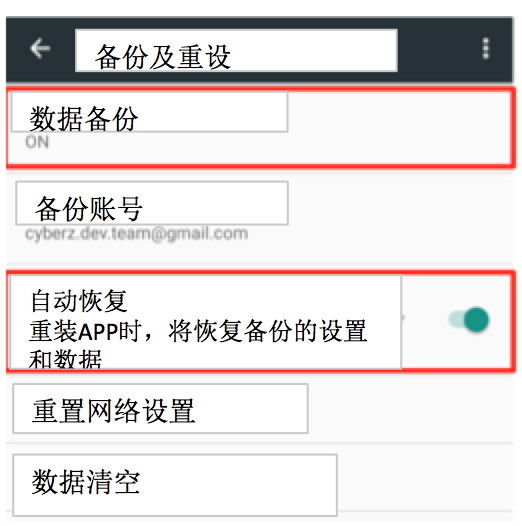 备份及重设
数据备份
ON
备份账号
cyberz.dev.team@gmail.com
自动恢复
重装APP时，将恢复备份的设置
和数据
重置网络设置
数据清空